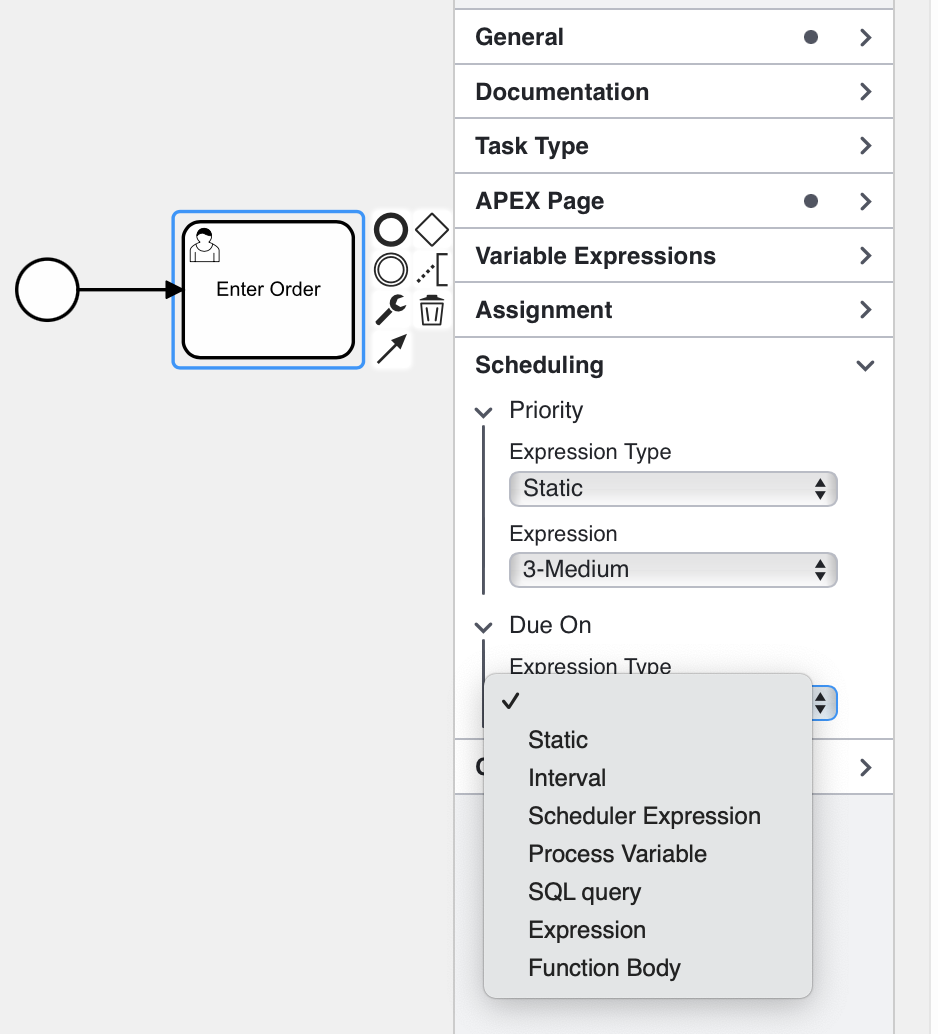 General
Documentation
Task Type
APEX Page
Variable Expressions
Enter Order
Assignment
Scheduling
Priority
Expression Type
Static
Expression
3-Medium
Due On
Expression Type
Static
Interval
Scheduler Expression
Process Variable
SQL query
Expression
Function Body